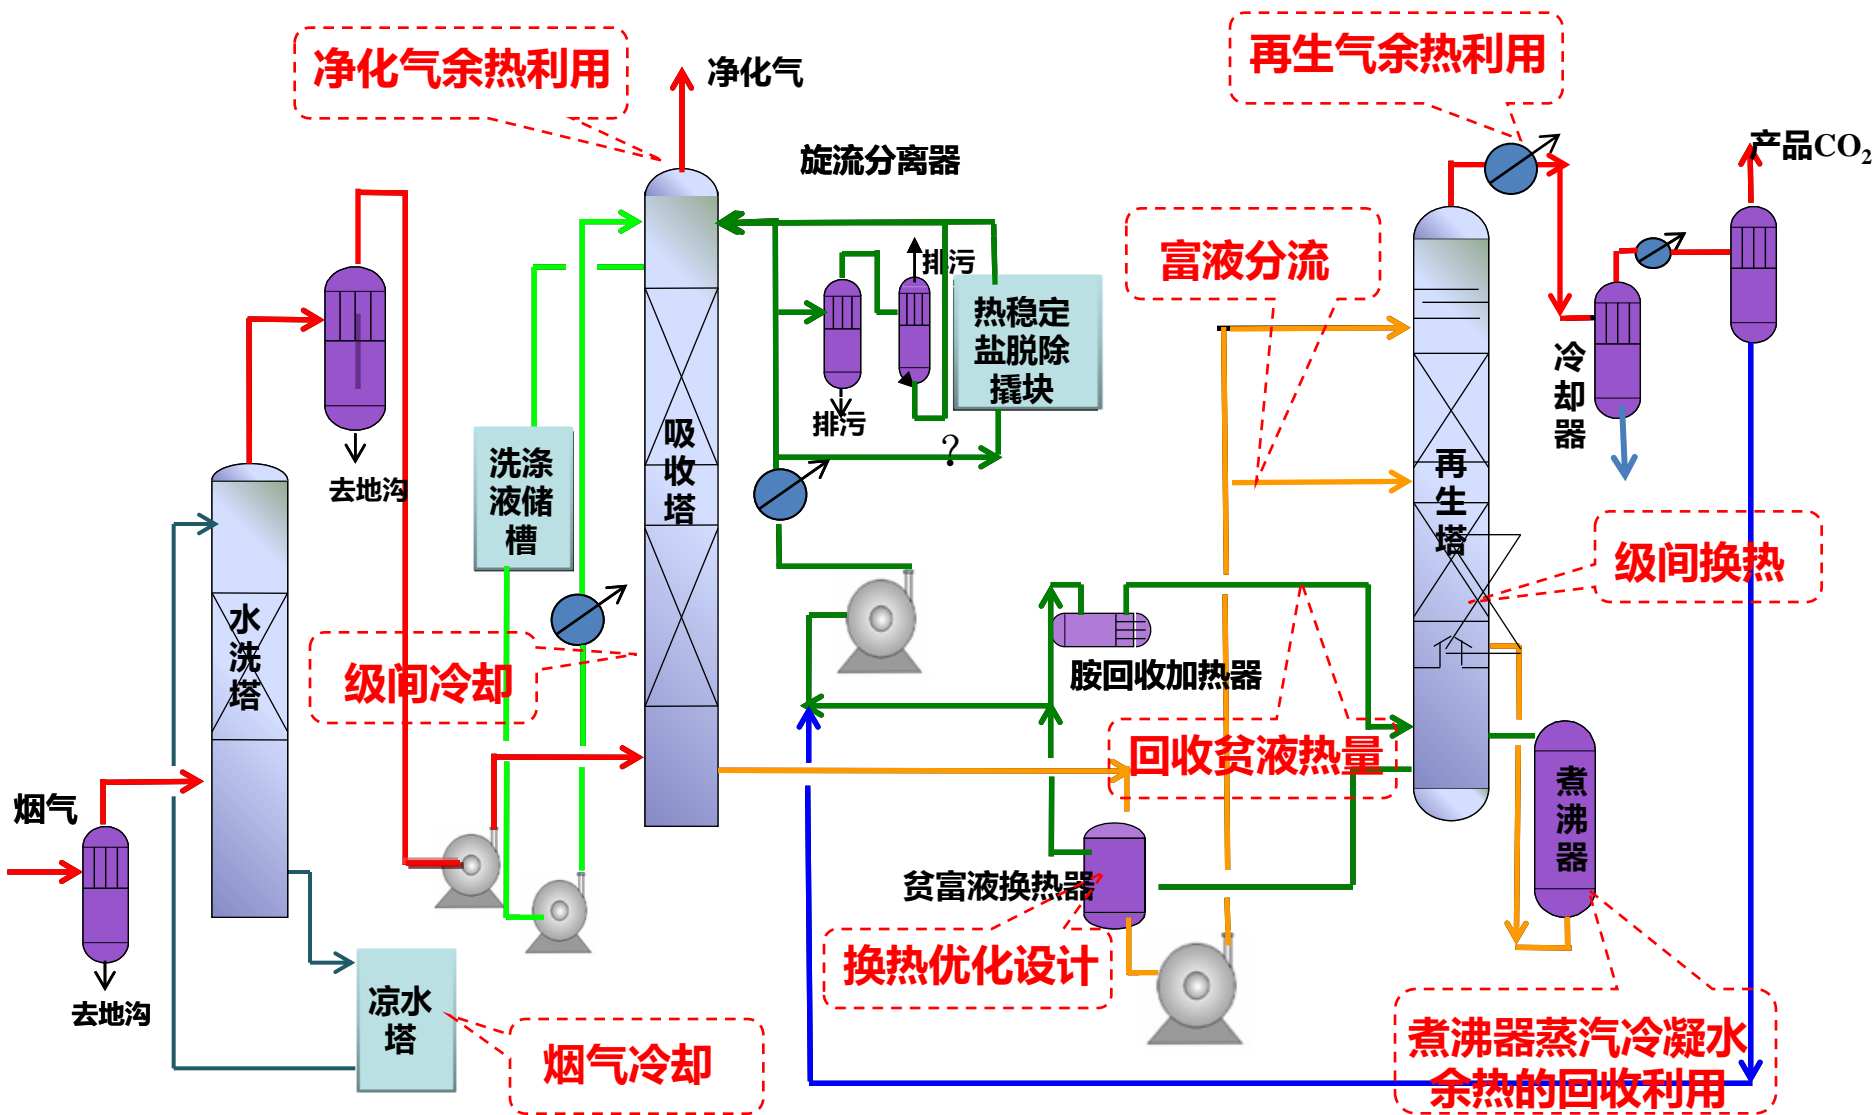 净化气余热利用
净化气
再生气余热利用
产品CO₂
旋流分离器
富液分流
排污
热稳定
盐脱除
撬块
冷
却
器
排污
吸
收
塔
?
洗涤
液储
槽
再
生
塔
去地沟
级间换热
水
洗
塔
级间冷却
胺回收加热器
回收贫液热量
煮
沸
器
烟气
贫富液换热器
换热优化设计
去地沟
凉水
塔
烟气冷却
煮沸器蒸汽冷凝水
余热的回收利用